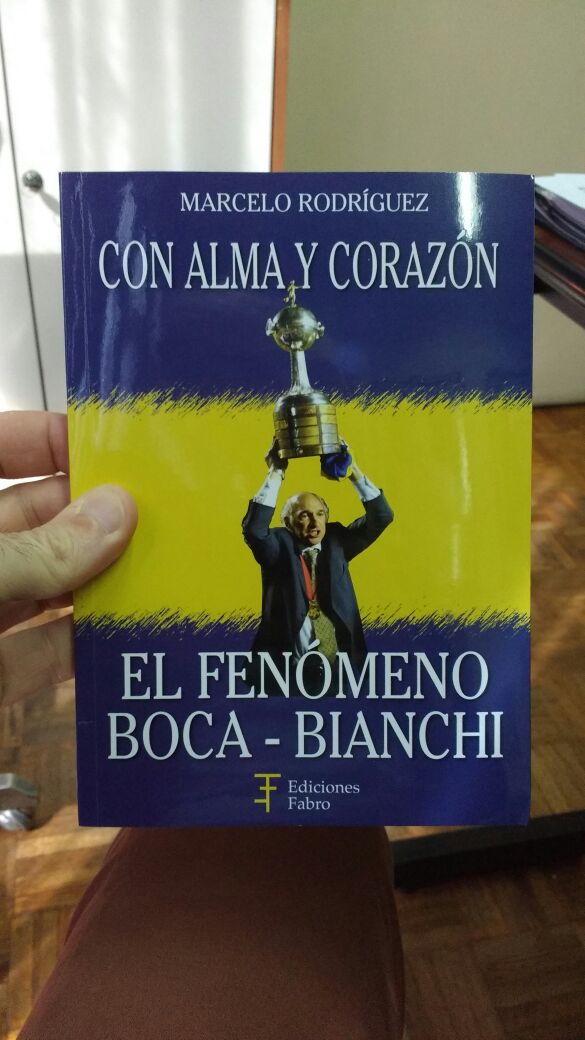 MARCELO RODRÍGUEZ
CON ALMA Y CORAZÓN
EL FENÓMENO
BOCA - BIANCHI
Ediciones
Fabro